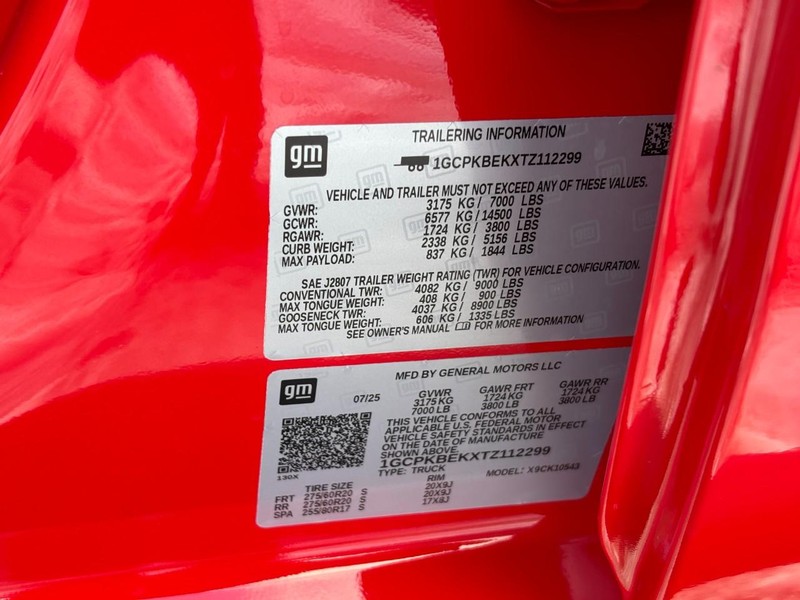 gm
TRAILERING INFORMATION
1GCPKBEKXTZ112299
VEHICLE AND TRAILER MUST NOT EXCEED ANY OF THESE VALUES.
GVWR: 3175 KG / 7000 LBS
GCWR: 6577 KG / 14500 LBS
RGAWR: 1724 KG / 3800 LBS
CURB WEIGHT: 2338 KG / 5156 LBS
MAX PAYLOAD: 837 KG / 1844 LBS
SAE J2807 TRAILER WEIGHT RATING (TWR) FOR VEHICLE CONFIGURATION.
CONVENTIONAL TWR: 4082 KG / 9000 LBS
MAX TONGUE WEIGHT: 408 KG / 900 LBS
GOOSENECK TWR: 4037 KG / 8900 LBS
MAX TONGUE WEIGHT: 606 KG / 1335 LBS
SEE OWNER'S MANUAL FOR MORE INFORMATION
gm
MFD BY GENERAL MOTORS LLC
07/25 GVWR GAWR FRT GAWR RR
3175 KG 1724 KG 1724 KG
7000 LB 3800 LB 3800 LB
THIS VEHICLE CONFORMS TO ALL
APPLICABLE U.S. FEDERAL MOTOR
VEHICLE SAFETY STANDARDS IN EFFECT
ON THE DATE OF MANUFACTURE
SHOWN ABOVE.
1GCPKBEKXTZ112299
130X
TYPE: TRUCK MODEL: X9CK10543
TIRE SIZE RIM
FRT 275/60R20 S 20X9J
RR 275/60R20 S 20X9J
SPA 255/80R17 S 17X8J